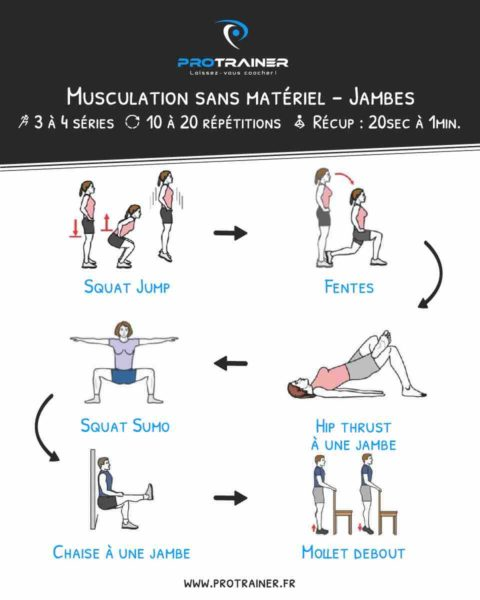 PROTRAINER
Laissez-vous coacher!
Musculation sans matériel – Jambes
3 à 4 séries 10 à 20 répétitions Récup : 20sec à 1min.
Squat Jump
Fentes
Squat Sumo
Hip thrust
à une jambe
Chaise à une jambe
Mollet debout
www.protrainer.fr